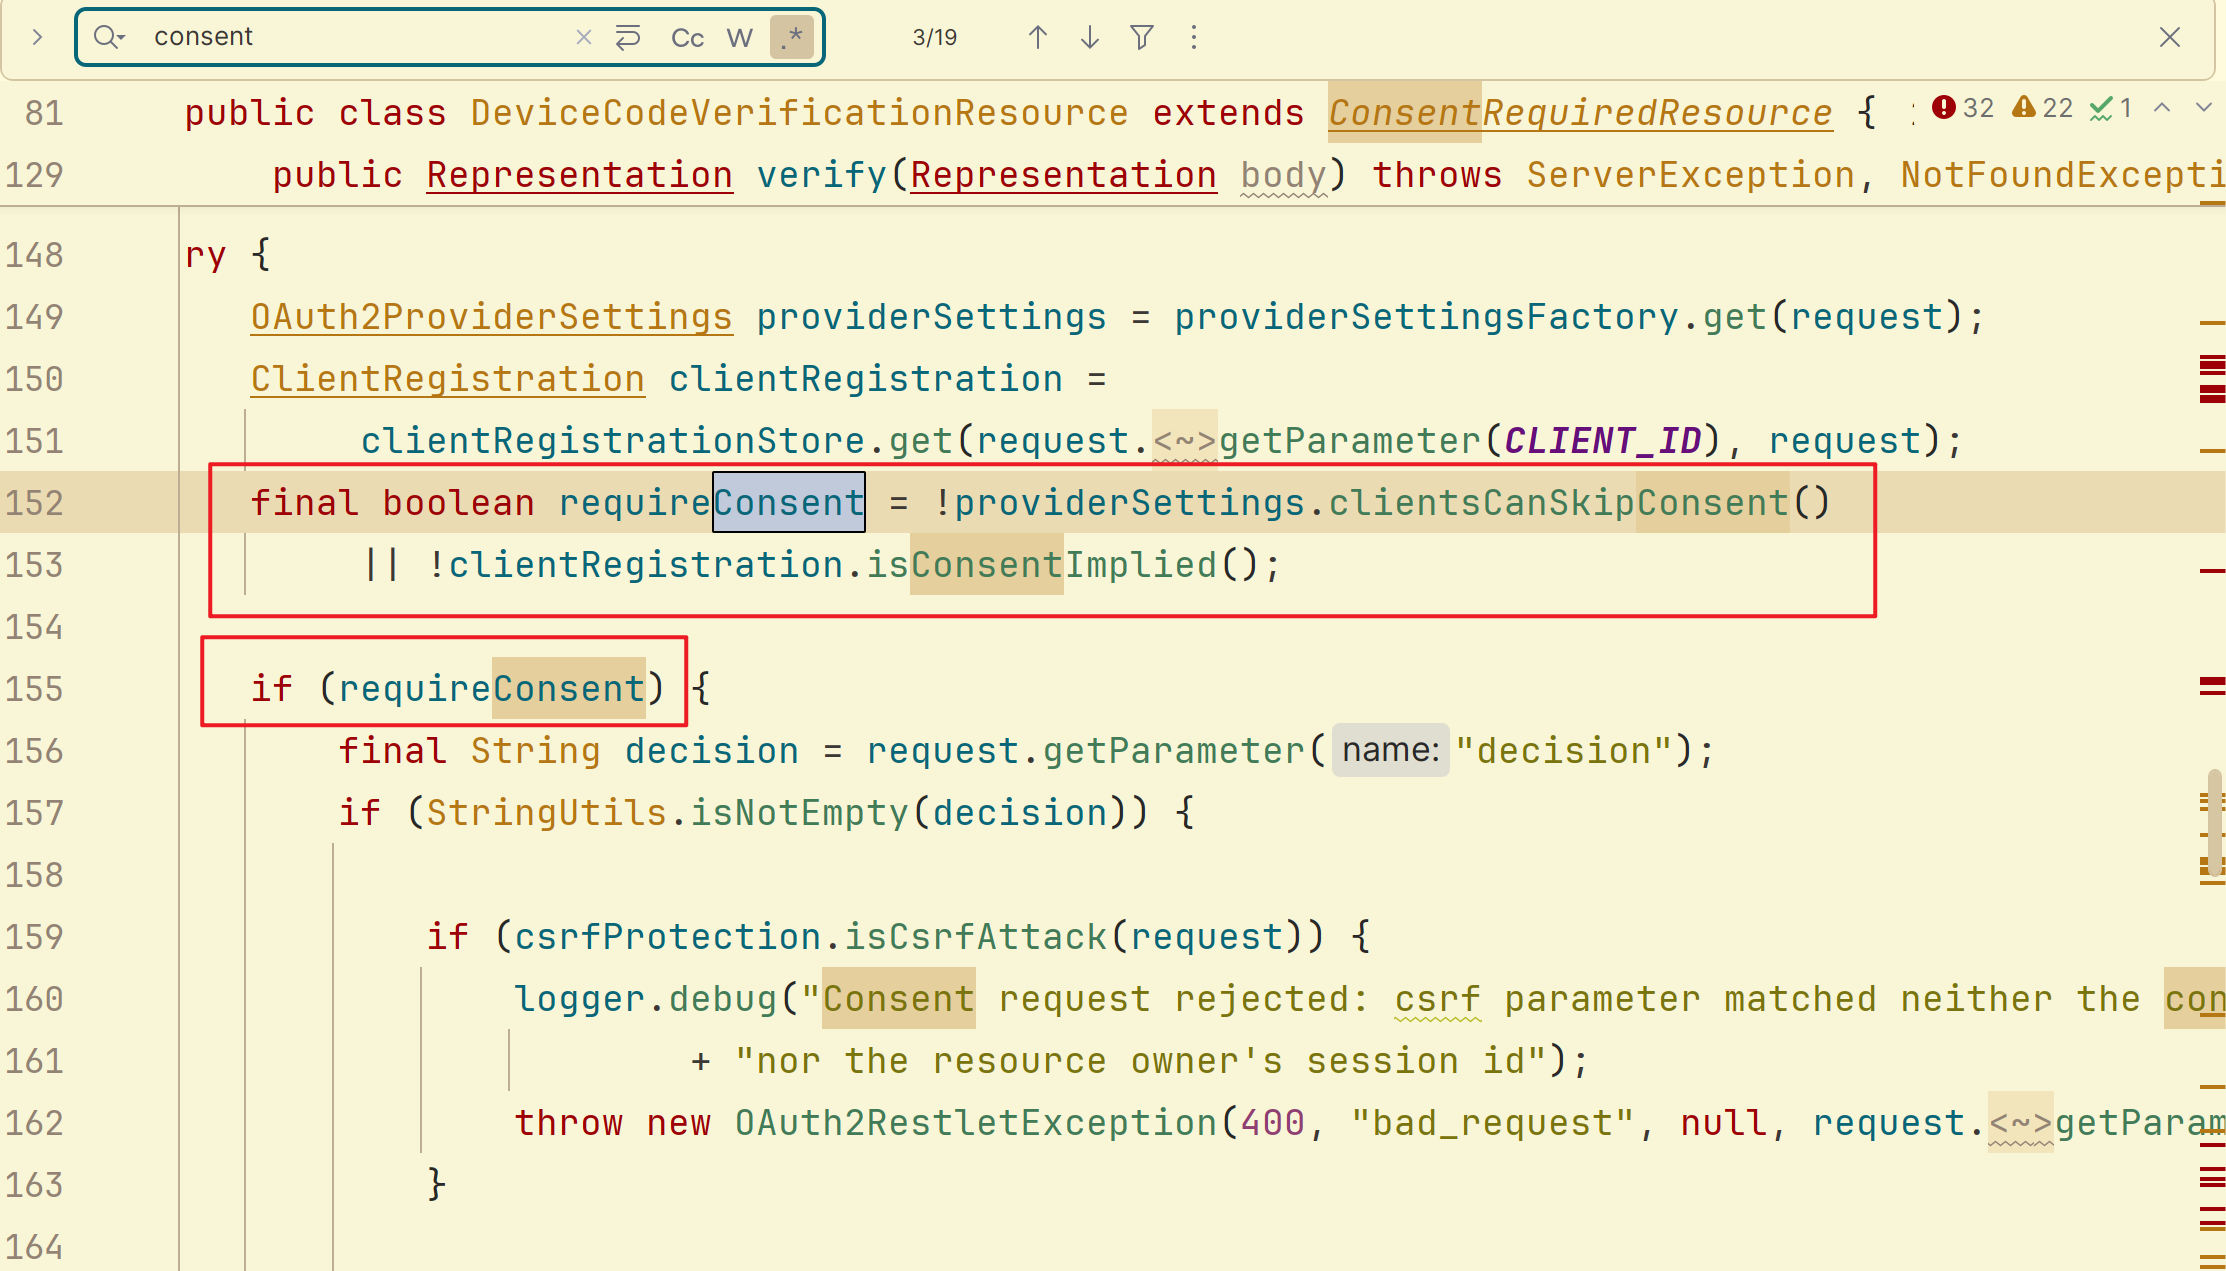 consent Cc W .* 3/19
81 public class DeviceCodeVerificationResource extends ConsentRequiredResource { 32 22 1
129 public Representation verify(Representation body) throws ServerException, NotFoundExcepti
148 ry {
149 OAuth2ProviderSettings providerSettings = providerSettingsFactory.get(request);
150 ClientRegistration clientRegistration =
151 clientRegistrationStore.get(request.<~>getParameter(CLIENT_ID), request);
152 final boolean requireConsent = !providerSettings.clientsCanSkipConsent()
153 || !clientRegistration.isConsentImplied();
154
155 if (requireConsent) {
156 final String decision = request.getParameter( name: "decision");
157 if (StringUtils.isNotEmpty(decision)) {
158
159 if (csrfProtection.isCsrfAttack(request)) {
160 logger.debug("Consent request rejected: csrf parameter matched neither the con
161 + "nor the resource owner's session id");
162 throw new OAuth2RestletException(400, "bad_request", null, request.<~>getParam
163 }
164